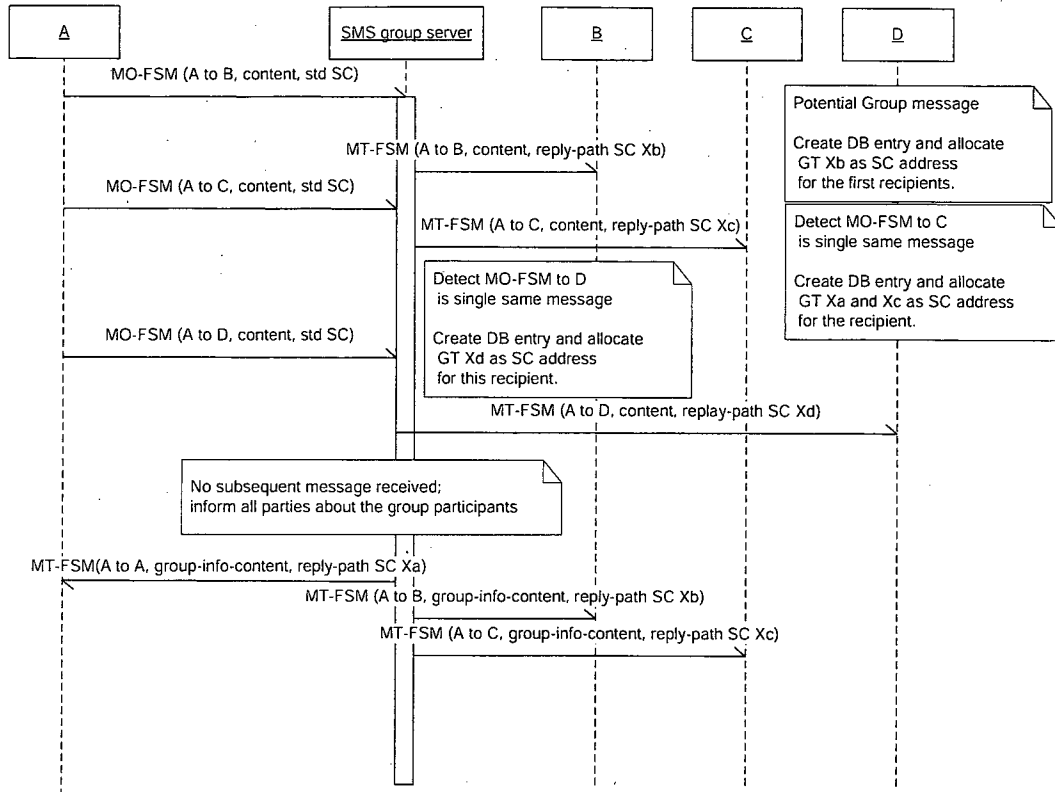 A
SMS group server
B
C
D
MO-FSM (A to B, content, std SC)
Potential Group message
Create DB entry and allocate
GT Xb as SC address
for the first recipients.
MT-FSM (A to B, content, reply-path SC Xb)
MO-FSM (A to C, content, std SC)
MT-FSM (A to C, content, reply-path SC Xc)
Detect MO-FSM to C
is single same message
Create DB entry and allocate
GT Xa and Xc as SC address
for the recipient.
Detect MO-FSM to D
is single same message
Create DB entry and allocate
GT Xd as SC address
for this recipient.
MO-FSM (A to D, content, std SC)
MT-FSM (A to D, content, replay-path SC Xd)
No subsequent message received;
inform all parties about the group participants
MT-FSM(A to A, group-info-content, reply-path SC Xa)
MT-FSM (A to B, group-info-content, reply-path SC Xb)
MT-FSM (A to C, group-info-content, reply-path SC Xc)